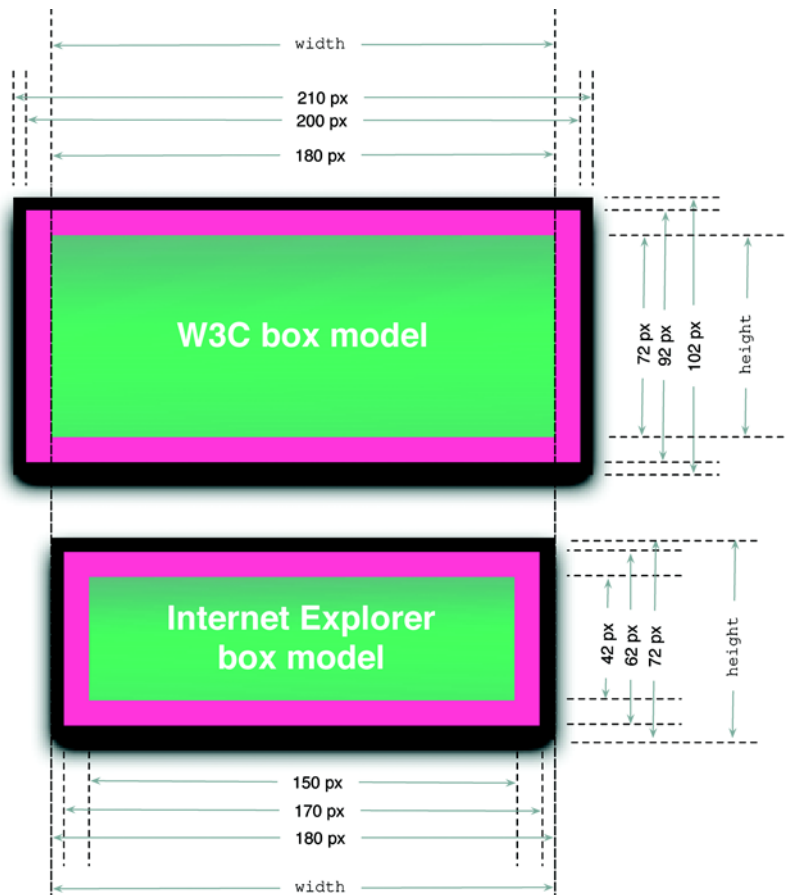 width
210 px
200 px
180 px
W3C box model
72 px
92 px
102 px
height
Internet Explorer
box model
42 px
62 px
72 px
height
150 px
170 px
180 px
width